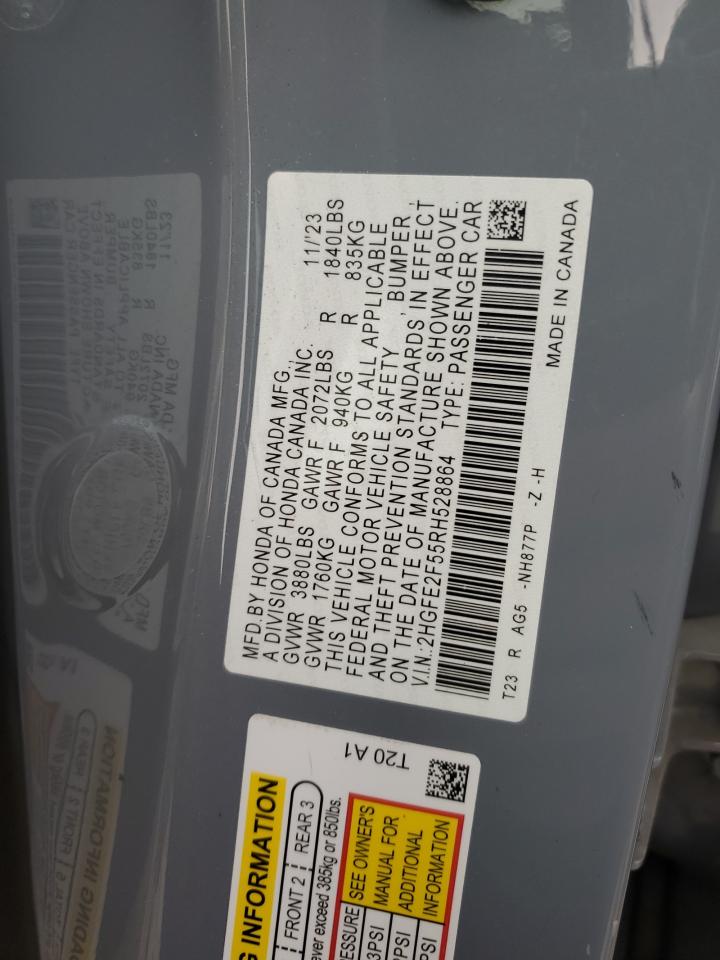 MFD.BY HONDA OF CANADA MFG.,
A DIVISION OF HONDA CANADA INC. 11/'23
GVWR 3880LBS GAWR F 2072LBS R 1840LBS
GVWR 1760KG GAWR F 940KG R 835KG
THIS VEHICLE CONFORMS TO ALL APPLICABLE
FEDERAL MOTOR VEHICLE SAFETY, BUMPER,
AND THEFT PREVENTION STANDARDS IN EFFECT
ON THE DATE OF MANUFACTURE SHOWN ABOVE.
V.I.N.:2HGFE2F55RH528864 TYPE: PASSENGER CAR
T23 R AG5 -NH877P -Z -H
MADE IN CANADA
T20 A1
INFORMATION
FRONT 2 REAR 3
exceed 385kg or 850lbs.
SEE OWNER'S
MANUAL FOR
ADDITIONAL
INFORMATION